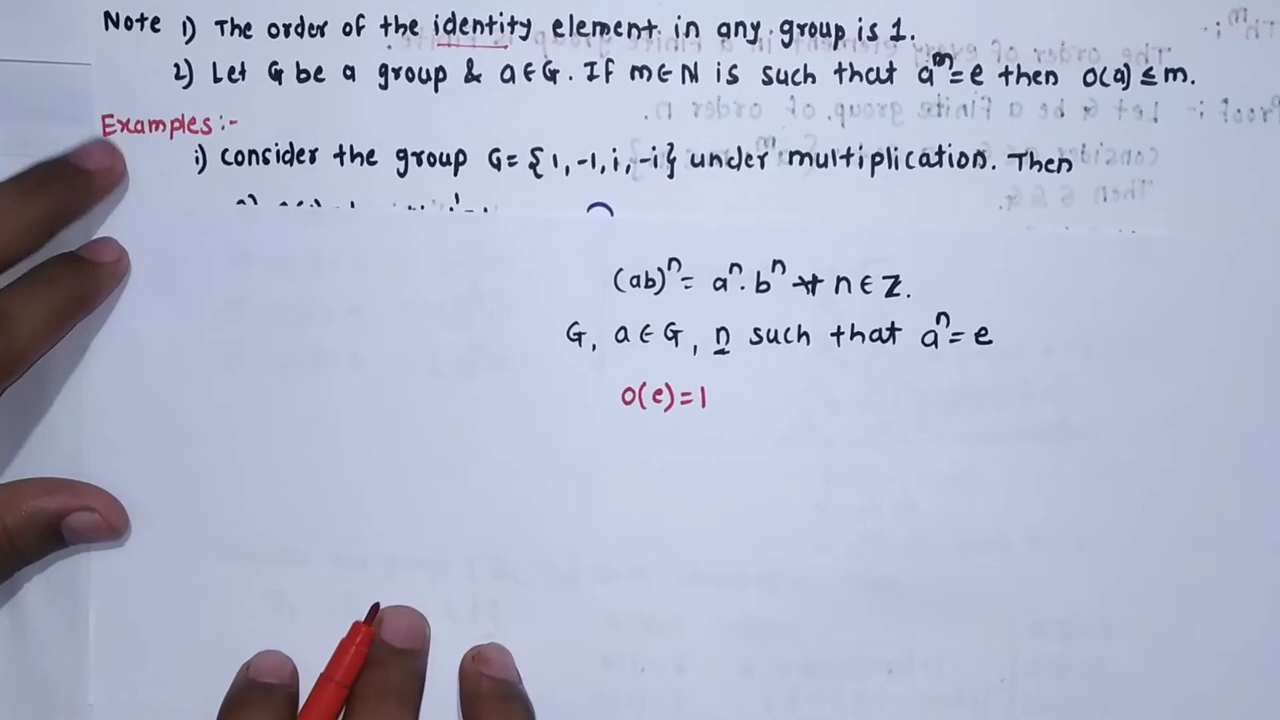 Note 1) The order of the identity element in any group is 1.
2) Let G be a group & a∈G. If m∈N is such that a^m=e then o(a)≤m.
Examples:-
i) consider the group G={1,-1,i,-i} under multiplication. Then
(ab)^n = a^n.b^n ∀ n∈Z.
G, a∈G, n such that a^n=e
O(e)=1